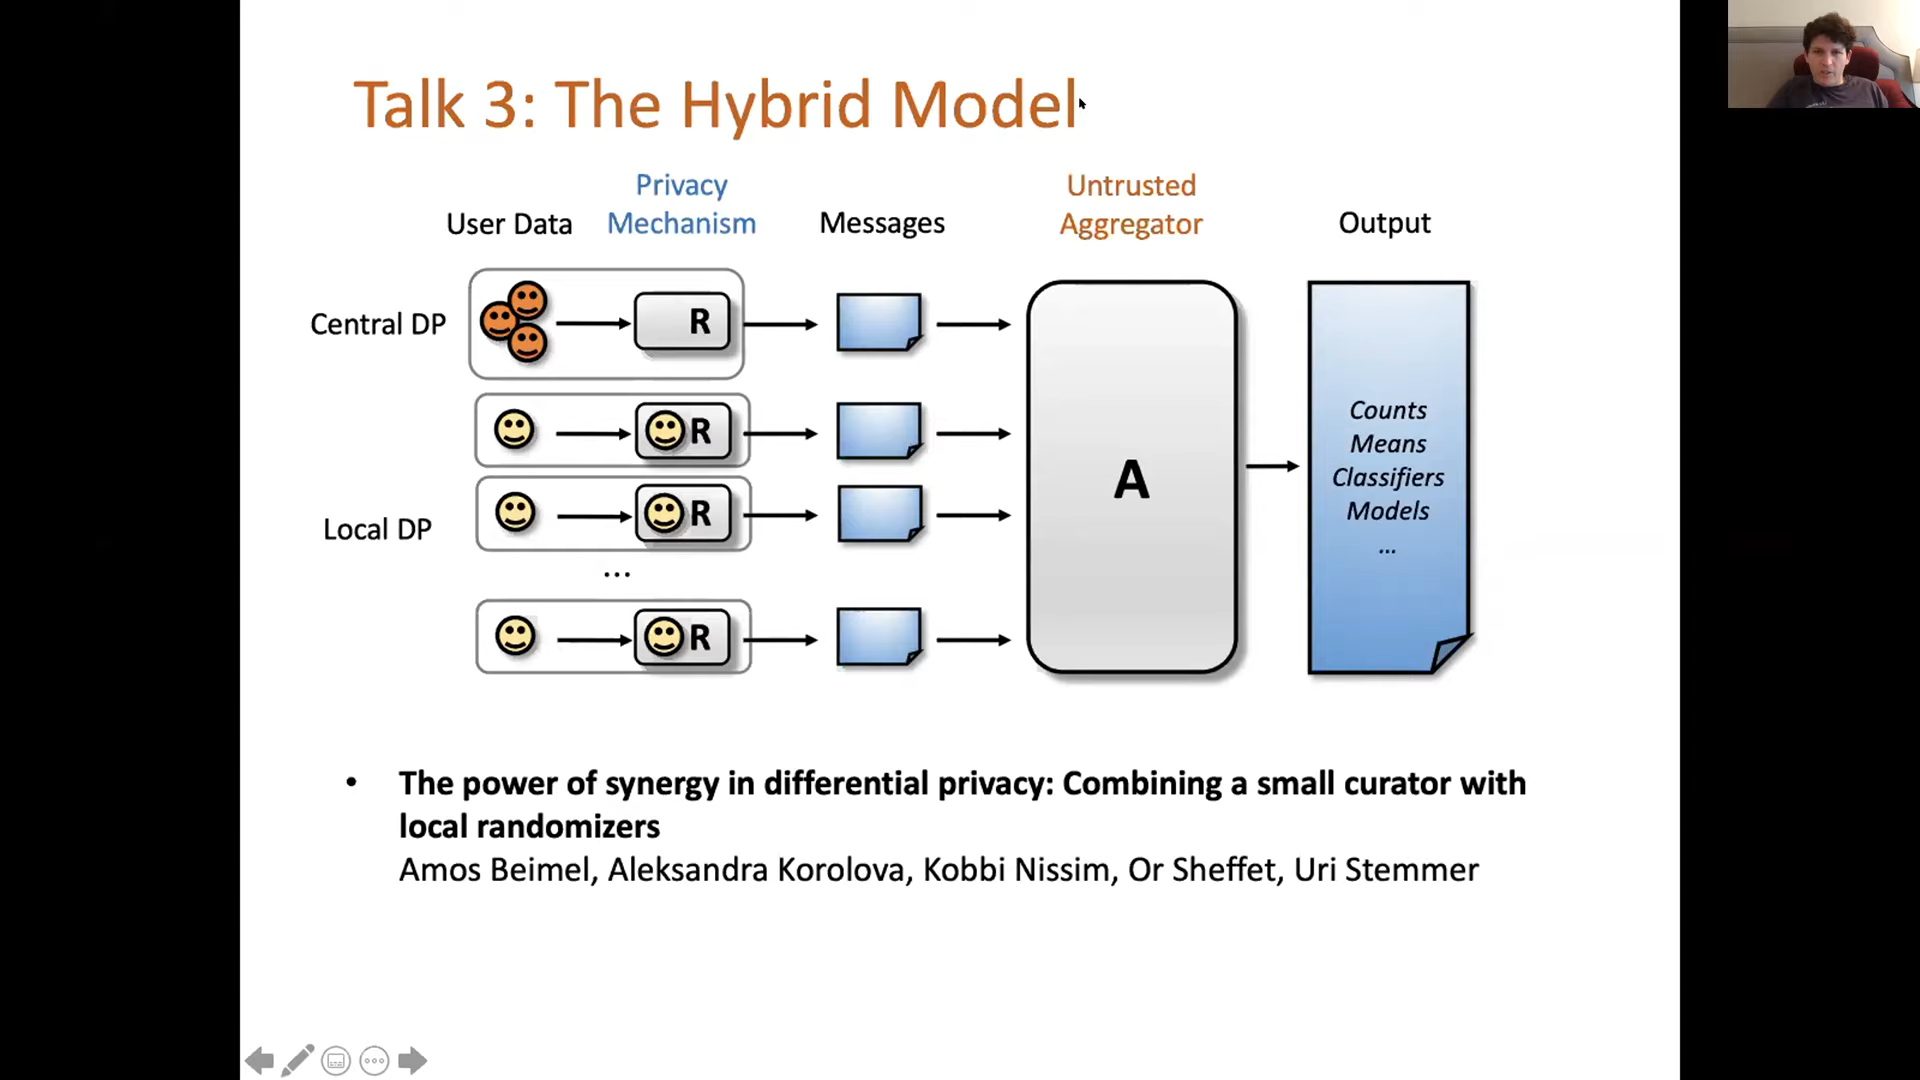 Talk 3: The Hybrid Model
Privacy
Mechanism
Untrusted
Aggregator
User Data
Messages
Output
Central DP
R
R
Local DP
R
...
R
A
Counts
Means
Classifiers
Models
...
• The power of synergy in differential privacy: Combining a small curator with
local randomizers
Amos Beimel, Aleksandra Korolova, Kobbi Nissim, Or Sheffet, Uri Stemmer